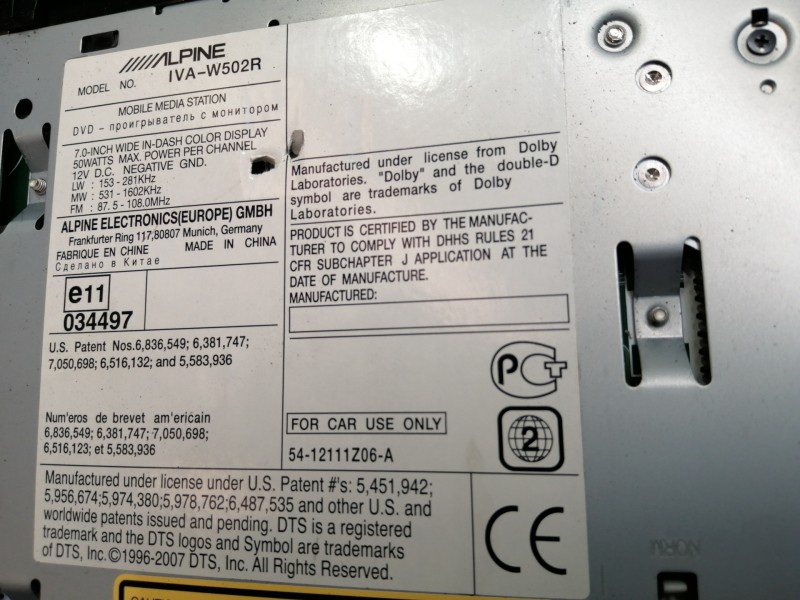 ALPINE
MODEL NO. IVA-W502R
MOBILE MEDIA STATION
DVD - проигрыватель с монитором
7.0-INCH WIDE IN-DASH COLOR DISPLAY
50WATTS MAX. POWER PER CHANNEL
12V D.C. NEGATIVE GND.
LW : 153-281KHz
MW : 531-1602KHz
FM : 87.5-108.0MHz
ALPINE ELECTRONICS(EUROPE) GMBH
Frankfurter Ring 117,80807 Munich, Germany
FABRIQUE EN CHINE MADE IN CHINA
Сделано в Китае
e11
034497
U.S. Patent Nos.6,836,549; 6,381,747;
7,050,698; 6,516,132; and 5,583,936
Num'eros de brevet am'ericain
6,836,549; 6,381,747; 7,050,698;
6,516,123; et 5,583,936
Manufactured under license from Dolby
Laboratories. "Dolby" and the double-D
symbol are trademarks of Dolby
Laboratories.
PRODUCT IS CERTIFIED BY THE MANUFAC-
TURER TO COMPLY WITH DHHS RULES 21
CFR SUBCHAPTER J APPLICATION AT THE
DATE OF MANUFACTURE.
MANUFACTURED:
PCT
2
FOR CAR USE ONLY
54-12111Z06-A
Manufactured under license under U.S. Patent #'s: 5,451,942;
5,956,674;5,974,380;5,978,762;6,487,535 and other U.S. and
worldwide patents issued and pending. DTS is a registered
trademark and the DTS logos and Symbol are trademarks
of DTS, Inc.©1996-2007 DTS, Inc. All Rights Reserved.
CE
NORM